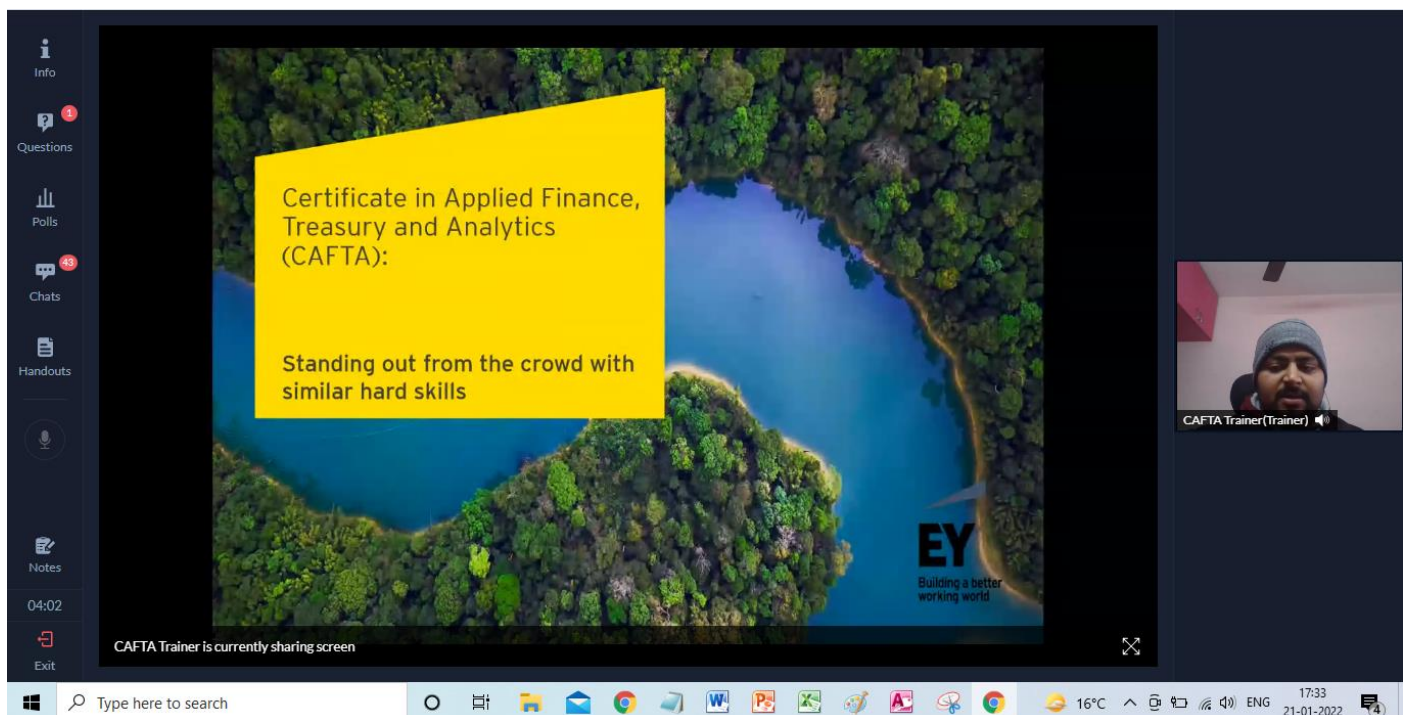 Info
1
Questions
Polls
43
Chats
Handouts
Notes
04:02
Exit
Certificate in Applied Finance,
Treasury and Analytics
(CAFTA):
Standing out from the crowd with
similar hard skills
EY
Building a better
working world
CAFTA Trainer is currently sharing screen
CAFTA Trainer(Trainer)
Type here to search
16°C
ENG
17:33
21-01-2022
4